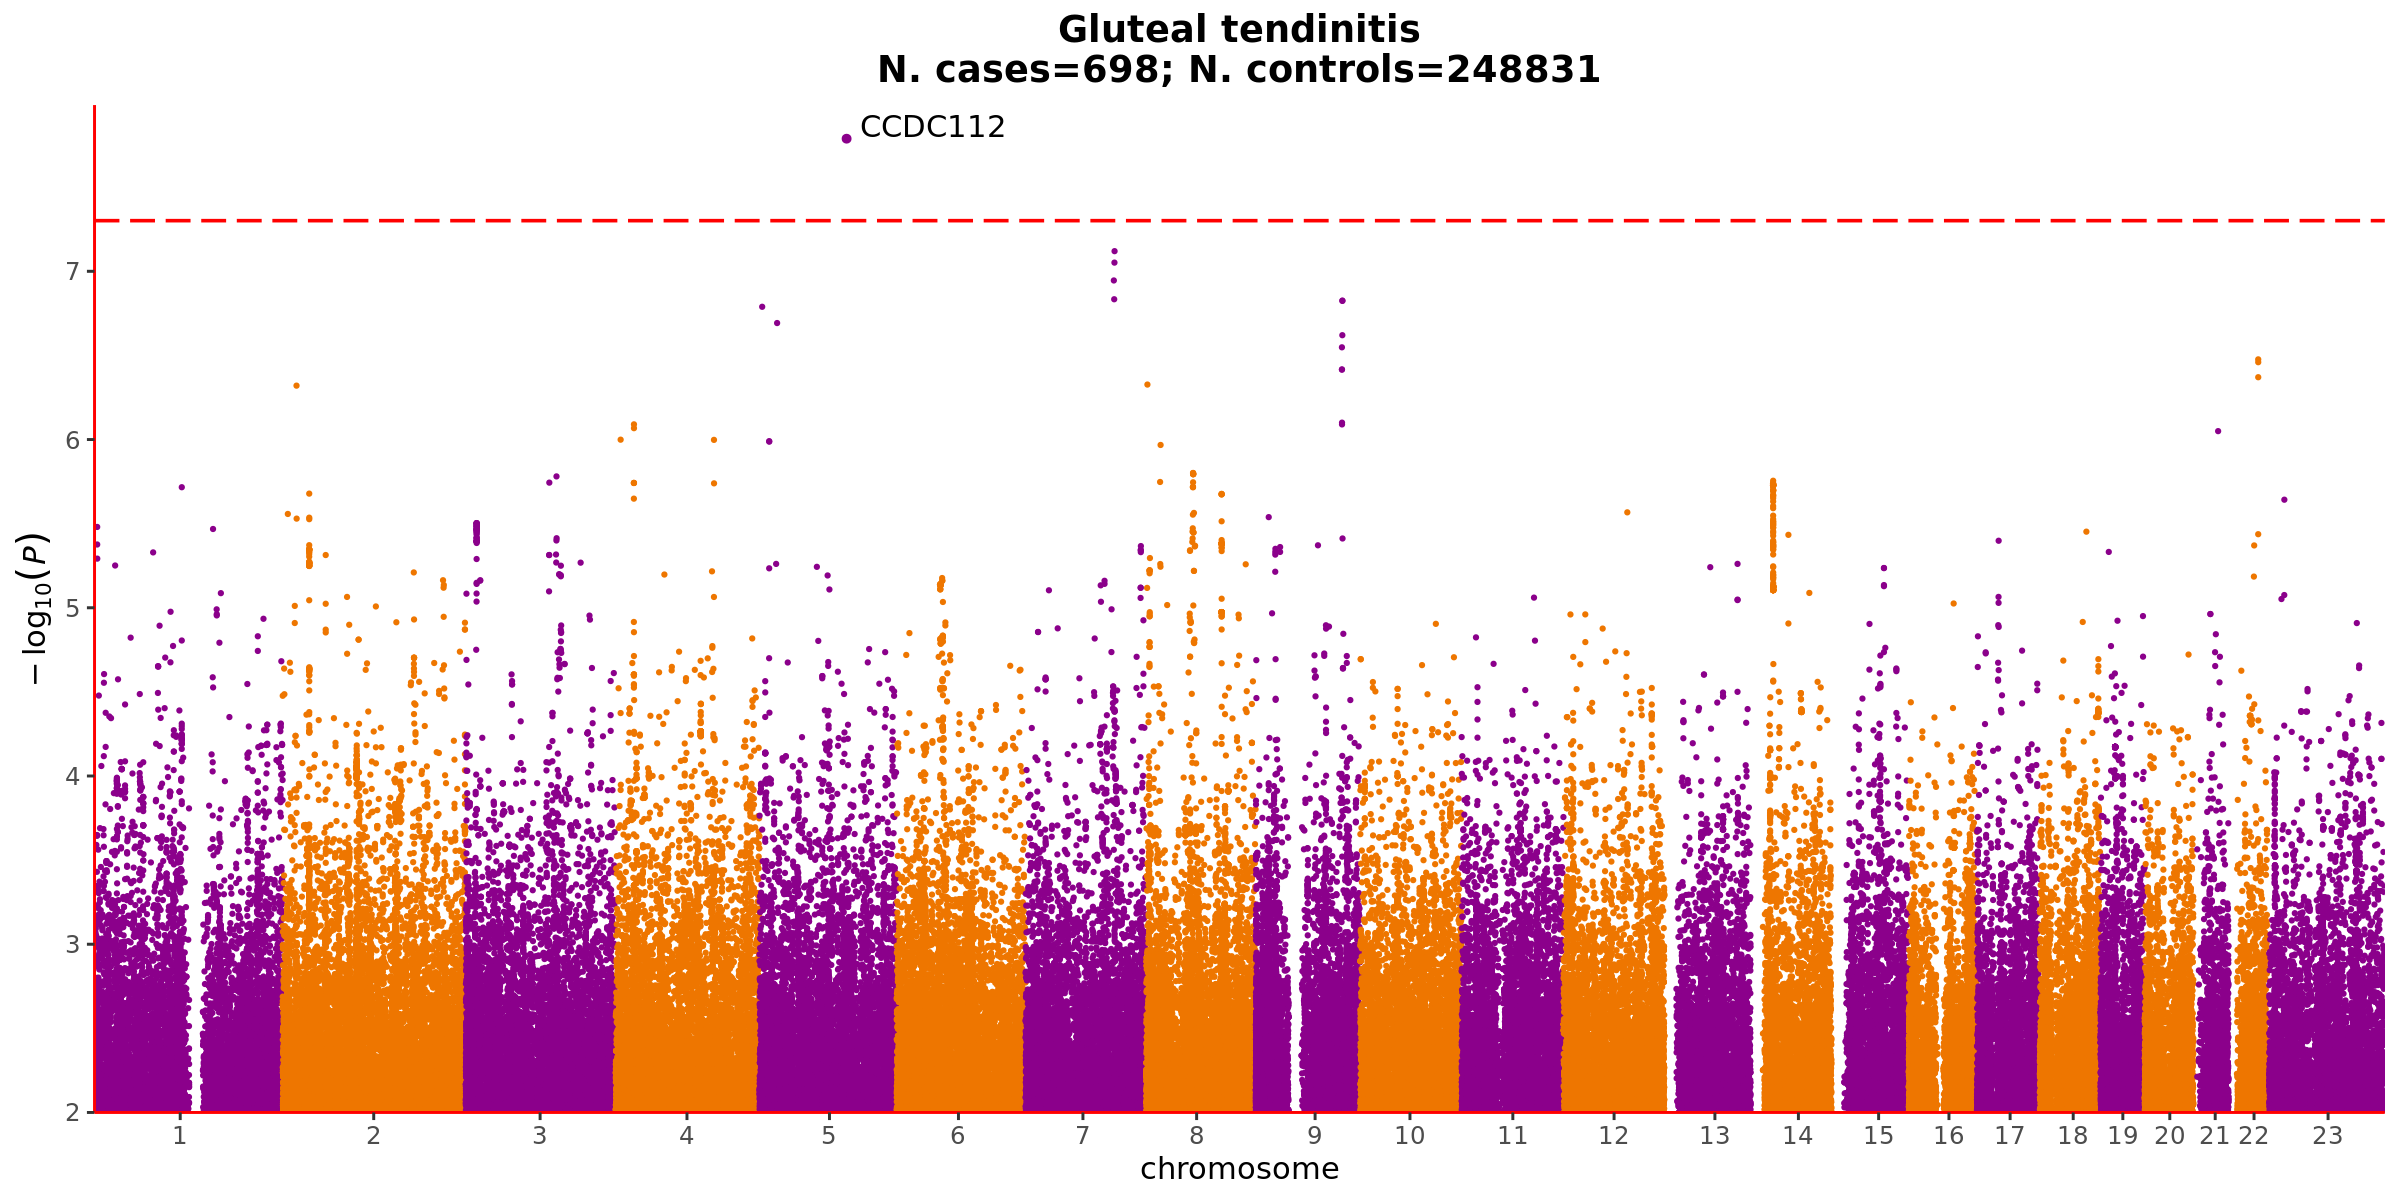 Gluteal tendinitis
N. cases=698; N. controls=248831
CCDC112
7
6
5
4
3
2
−log₁₀(P)
1 2 3 4 5 6 7 8 9 10 11 12 13 14 15 16 17 18 19 20 21 22 23
chromosome